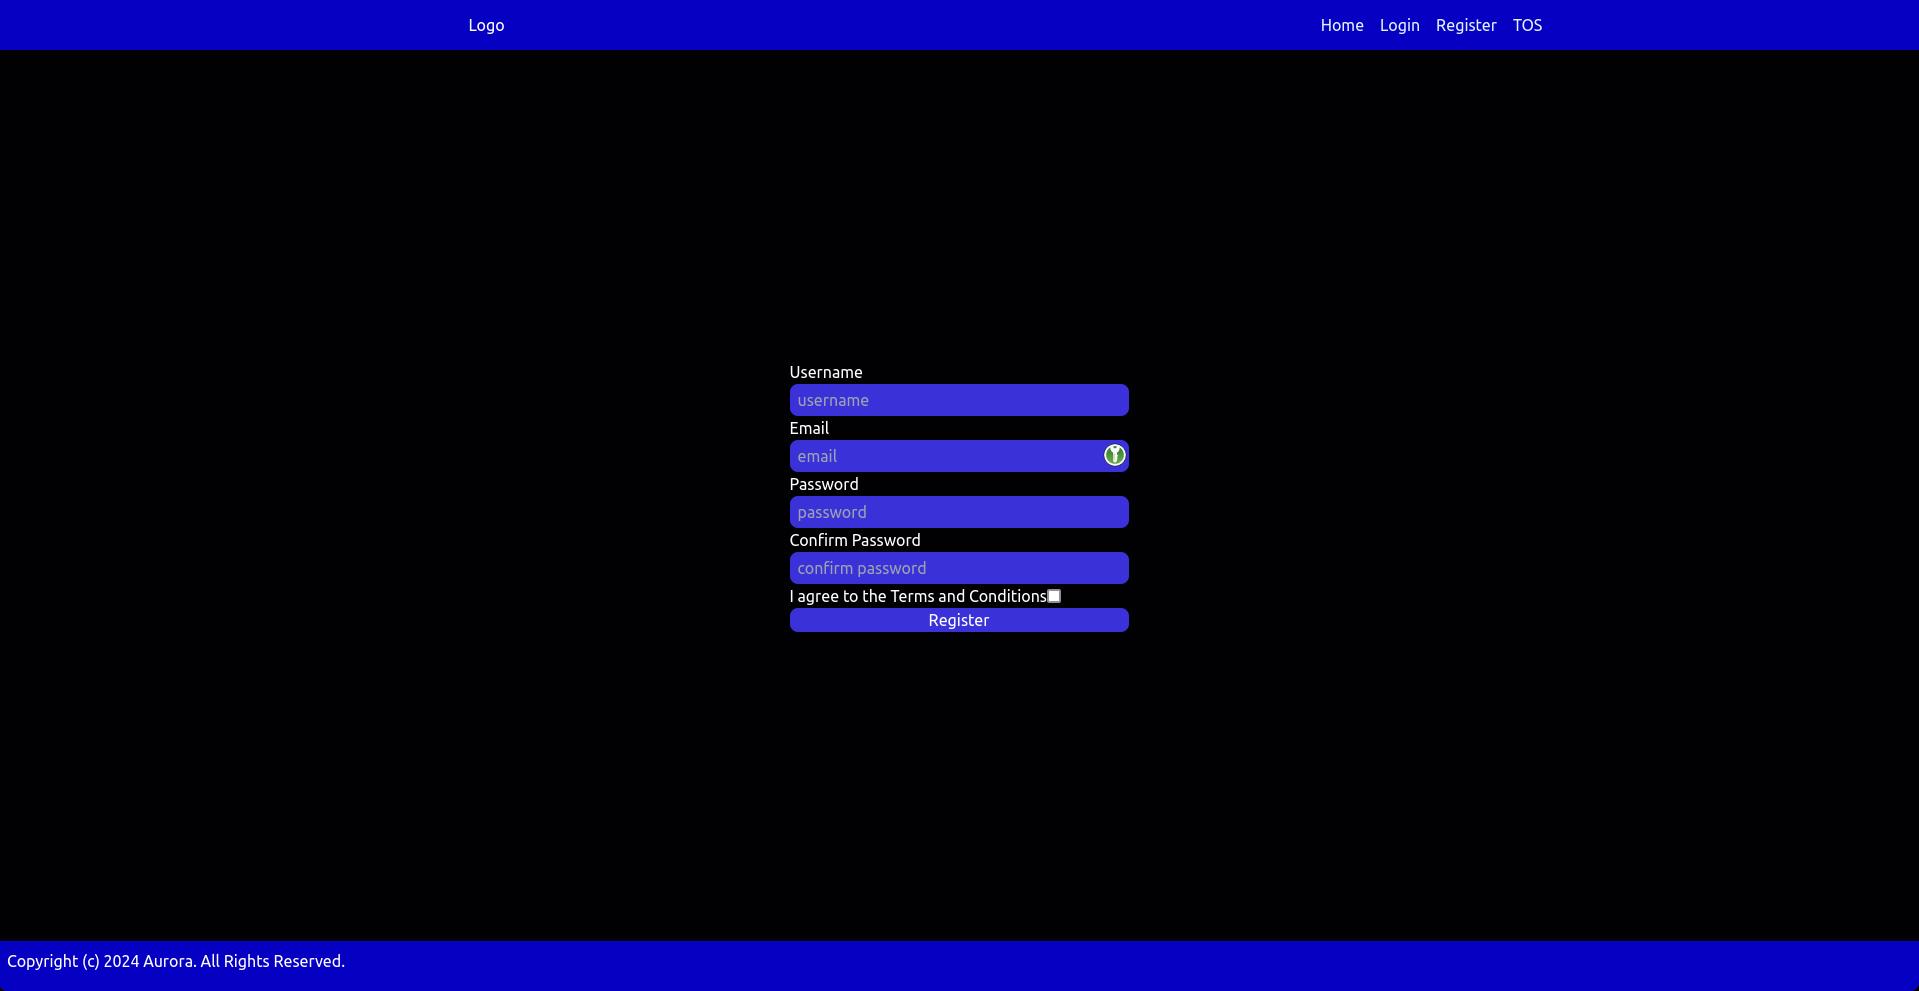 Logo
Home Login Register TOS
Username
username
Email
email
Password
password
Confirm Password
confirm password
I agree to the Terms and Conditions
Register
Copyright (c) 2024 Aurora. All Rights Reserved.